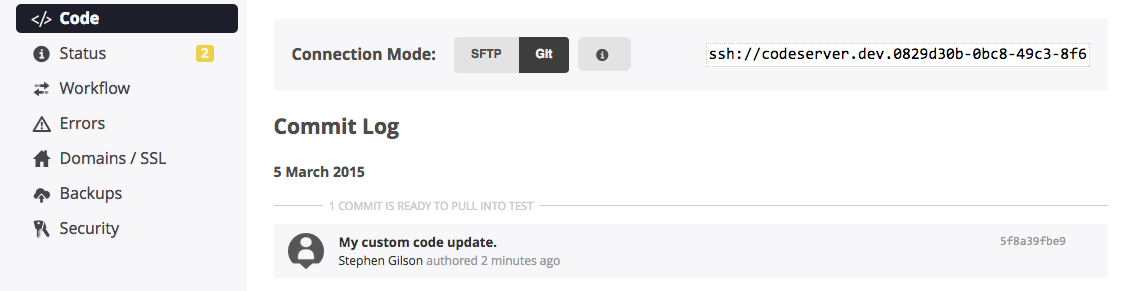 </> Code
Status 2
Workflow
Errors
Domains / SSL
Backups
Security
Connection Mode: SFTP Git ssh://codeserver.dev.0829d30b-0bc8-49c3-8f6
Commit Log
5 March 2015
1 COMMIT IS READY TO PULL INTO TEST
My custom code update. 5f8a39fbe9
Stephen Gilson authored 2 minutes ago